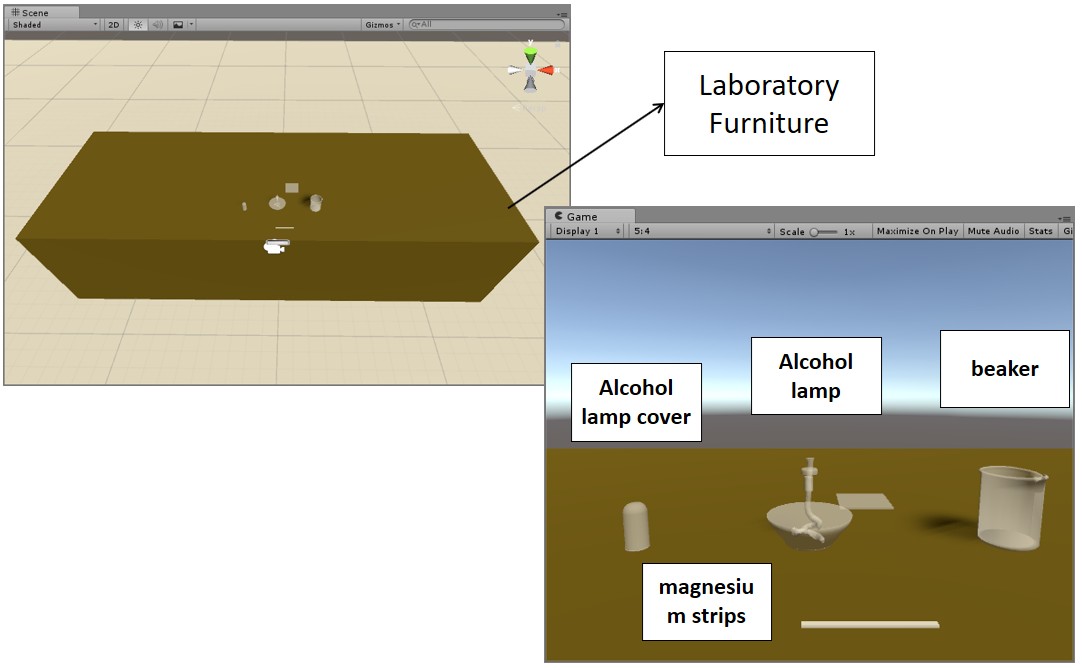 Scene
Shaded 2D Gizmos All
y
x
Laboratory
Furniture
Game
Display 1 5:4 Scale 1x Maximize On Play Mute Audio Stats Gi
Alcohol
lamp cover
Alcohol
lamp
beaker
magnesiu
m strips